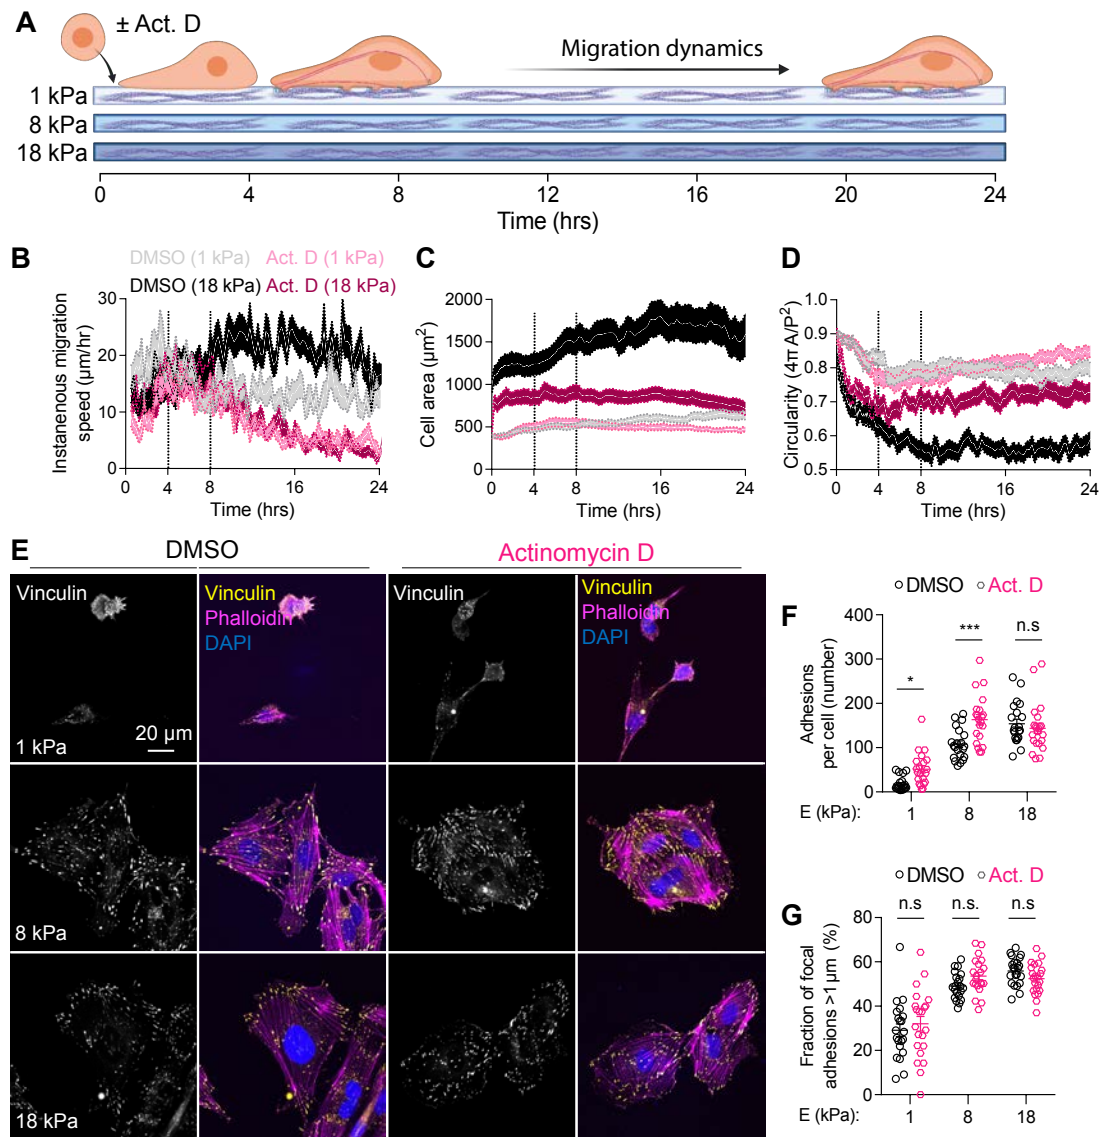 A
± Act. D
Migration dynamics
1 kPa
8 kPa
18 kPa
0 4 8 12 16 20 24
Time (hrs)
B
DMSO (1 kPa) Act. D (1 kPa)
DMSO (18 kPa) Act. D (18 kPa)
Instanenous migration
speed (µm/hr)
30
20
10
0
0 4 8 16 24
Time (hrs)
C
Cell area (µm²)
2000
1500
1000
500
0
0 4 8 16 24
Time (hrs)
D
Circularity (4π A/P²)
1.0
0.9
0.8
0.7
0.6
0.5
0 4 8 16 24
Time (hrs)
E
DMSO
Actinomycin D
Vinculin
Vinculin
Phalloidin
DAPI
Vinculin
Vinculin
Phalloidin
DAPI
20 µm
1 kPa
8 kPa
18 kPa
F
DMSO Act. D
Adhesions
per cell (number)
400
300
200
100
0
*
***
n.s
E (kPa): 1 8 18
G
DMSO Act. D
n.s n.s. n.s
Fraction of focal
adhesions >1 µm (%)
80
60
40
20
0
E (kPa): 1 8 18